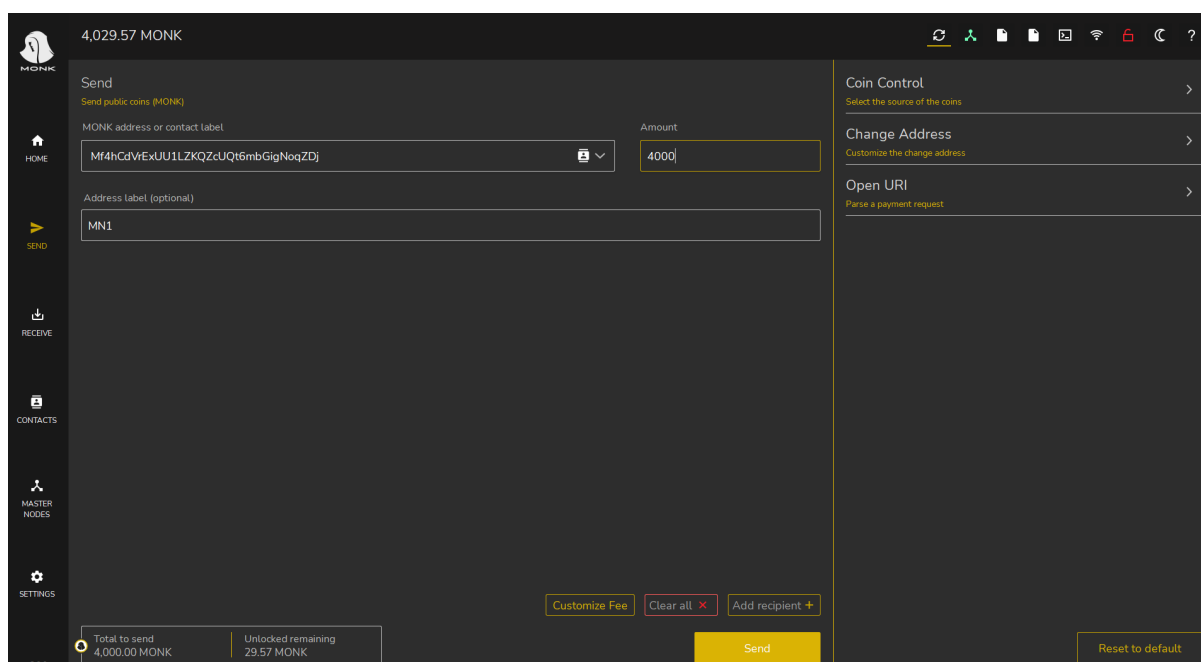 MONK
4,029.57 MONK
?
HOME
SEND
RECEIVE
CONTACTS
MASTER
NODES
SETTINGS
Send
Send public coins (MONK)
MONK address or contact label
Amount
Mf4hCdVrExUU1LZKQZcUQt6mbGigNoqZDj
4000
Address label (optional)
MN1
Customize Fee
Clear all ×
Add recipient +
Total to send
4,000.00 MONK
Unlocked remaining
29.57 MONK
Send
Coin Control
Select the source of the coins
Change Address
Customize the change address
Open URI
Parse a payment request
Reset to default